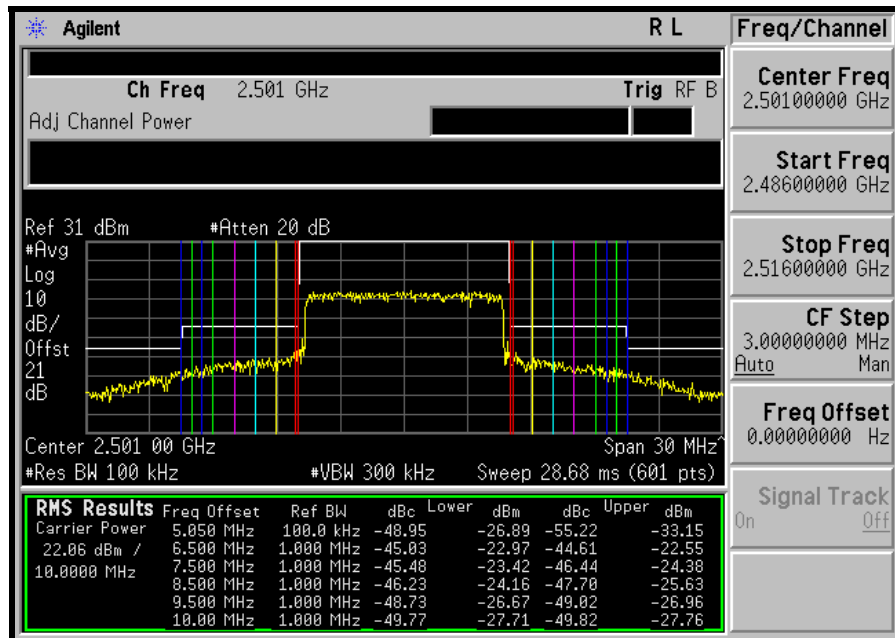 Agilent R L Freq/Channel
Ch Freq 2.501 GHz Trig RF B
Adj Channel Power
Center Freq
2.50100000 GHz
Start Freq
2.48600000 GHz
Stop Freq
2.51600000 GHz
CF Step
3.00000000 MHz
Auto Man
Freq Offset
0.00000000 Hz
Signal Track
On Off
Ref 31 dBm #Atten 20 dB
#Avg
Log
10
dB/
Offst
21
dB
Center 2.501 00 GHz Span 30 MHz^
#Res BW 100 kHz #VBW 300 kHz Sweep 28.68 ms (601 pts)
RMS Results Freq Offset Ref BW dBc Lower dBm dBc Upper dBm
Carrier Power 5.050 MHz 100.0 kHz -48.95 -26.89 -55.22 -33.15
22.06 dBm / 6.500 MHz 1.000 MHz -45.03 -22.97 -44.61 -22.55
10.0000 MHz 7.500 MHz 1.000 MHz -45.48 -23.42 -46.44 -24.38
8.500 MHz 1.000 MHz -46.23 -24.16 -47.70 -25.63
9.500 MHz 1.000 MHz -48.73 -26.67 -49.02 -26.96
10.00 MHz 1.000 MHz -49.77 -27.71 -49.82 -27.76